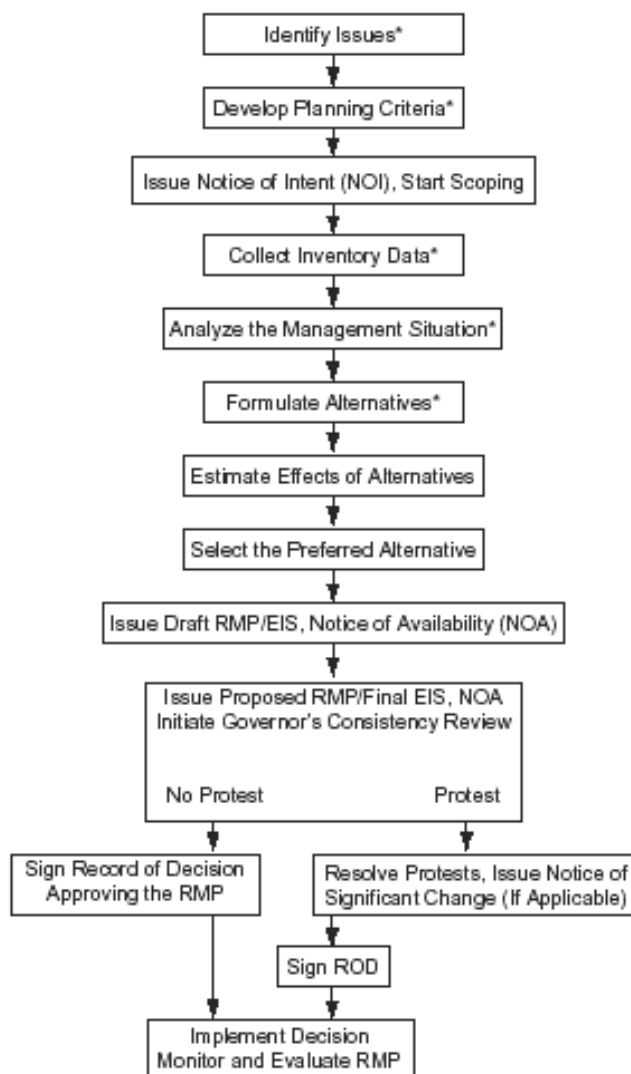 Identify Issues*
Develop Planning Criteria*
Issue Notice of Intent (NOI), Start Scoping
Collect Inventory Data*
Analyze the Management Situation*
Formulate Alternatives*
Estimate Effects of Alternatives
Select the Preferred Alternative
Issue Draft RMP/EIS, Notice of Availability (NOA)
Issue Proposed RMP/Final EIS, NOA
Initiate Governor's Consistency Review
No Protest
Protest
Sign Record of Decision
Approving the RMP
Resolve Protests, Issue Notice of
Significant Change (If Applicable)
Sign ROD
Implement Decision
Monitor and Evaluate RMP